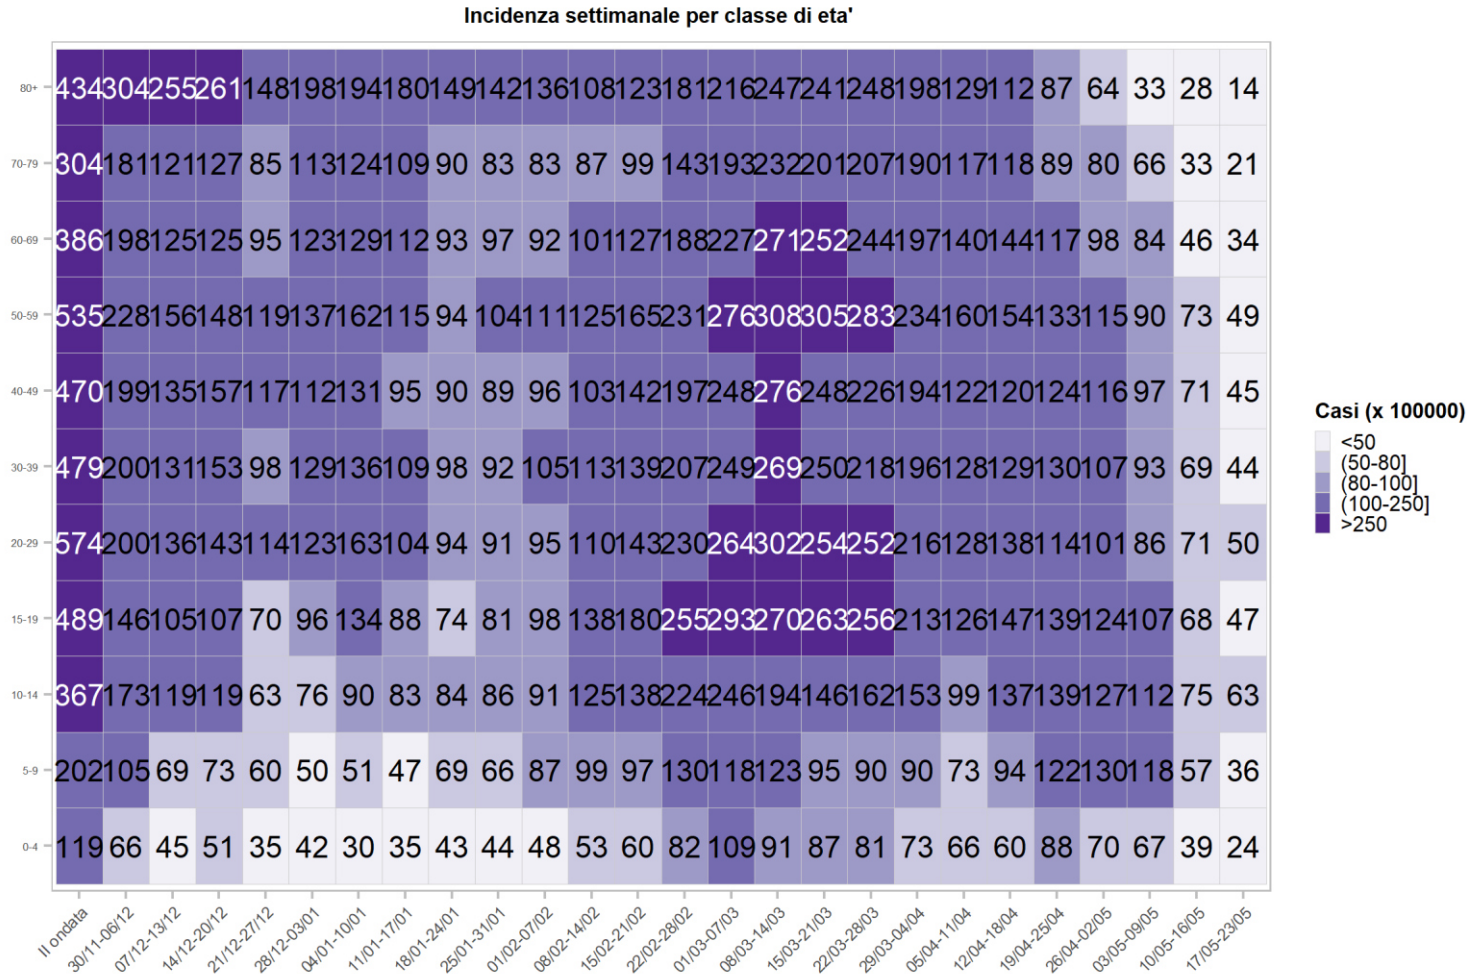 Incidenza settimanale per classe di eta'
80+ 434 304 255 261 148 198 194 180 149 142 136 108 123 181 216 247 241 248 198 129 112 87 64 33 28 14
70-79 304 181 121 127 85 113 124 109 90 83 83 87 99 143 193 232 201 207 190 117 118 89 80 66 33 21
60-69 386 198 125 125 95 123 129 112 93 97 92 101 127 188 227 271 252 244 197 140 144 117 98 84 46 34
50-59 535 228 156 148 119 137 162 115 94 104 111 125 165 231 276 308 305 283 234 160 154 133 115 90 73 49
40-49 470 199 135 157 117 112 131 95 90 89 96 103 142 197 248 276 248 226 194 122 120 124 116 97 71 45
30-39 479 200 131 153 98 129 136 109 98 92 105 113 139 207 249 269 250 218 196 128 129 130 107 93 69 44
20-29 574 200 136 143 114 123 163 104 94 91 95 110 143 230 264 302 254 252 216 128 138 114 101 86 71 50
15-19 489 146 105 107 70 96 134 88 74 81 98 138 180 255 293 270 263 256 213 126 147 139 124 107 68 47
10-14 367 173 119 119 63 76 90 83 84 86 91 125 138 224 246 194 146 162 153 99 137 139 127 112 75 63
5-9 202 105 69 73 60 50 51 47 69 66 87 99 97 130 118 123 95 90 90 73 94 122 130 118 57 36
0-4 119 66 45 51 35 42 30 35 43 44 48 53 60 82 109 91 87 81 73 66 60 88 70 67 39 24
II ondata 30/11-06/12 07/12-13/12 14/12-20/12 21/12-27/12 28/12-03/01 04/01-10/01 11/01-17/01 18/01-24/01 25/01-31/01 01/02-07/02 08/02-14/02 15/02-21/02 22/02-28/02 01/03-07/03 08/03-14/03 15/03-21/03 22/03-28/03 29/03-04/04 05/04-11/04 12/04-18/04 19/04-25/04 26/04-02/05 03/05-09/05 10/05-16/05 17/05-23/05
Casi (x 100000)
<50
(50-80]
(80-100]
(100-250]
>250